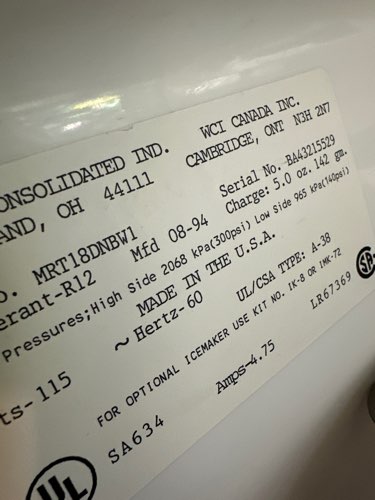 ONSOLIDATED IND. WCI CANADA INC.
AND, OH 44111 CAMBRIDGE, ONT N3H 2N7
O. MRT18DNBW1 Serial No. BA43215529
erant-R12 Mfd 08-94 Charge: 5.0 oz. 142 gm.
Pressures;High Side 2068 kPa(300psi) Low Side 965 kPa(140psi)
MADE IN THE U.S.A.
ts-115 ~ Hertz-60 UL/CSA TYPE: A-38
FOR OPTIONAL ICEMAKER USE KIT NO. IK-8 OR IMK-72
SA634 Amps-4.75 LR67369
UL SA